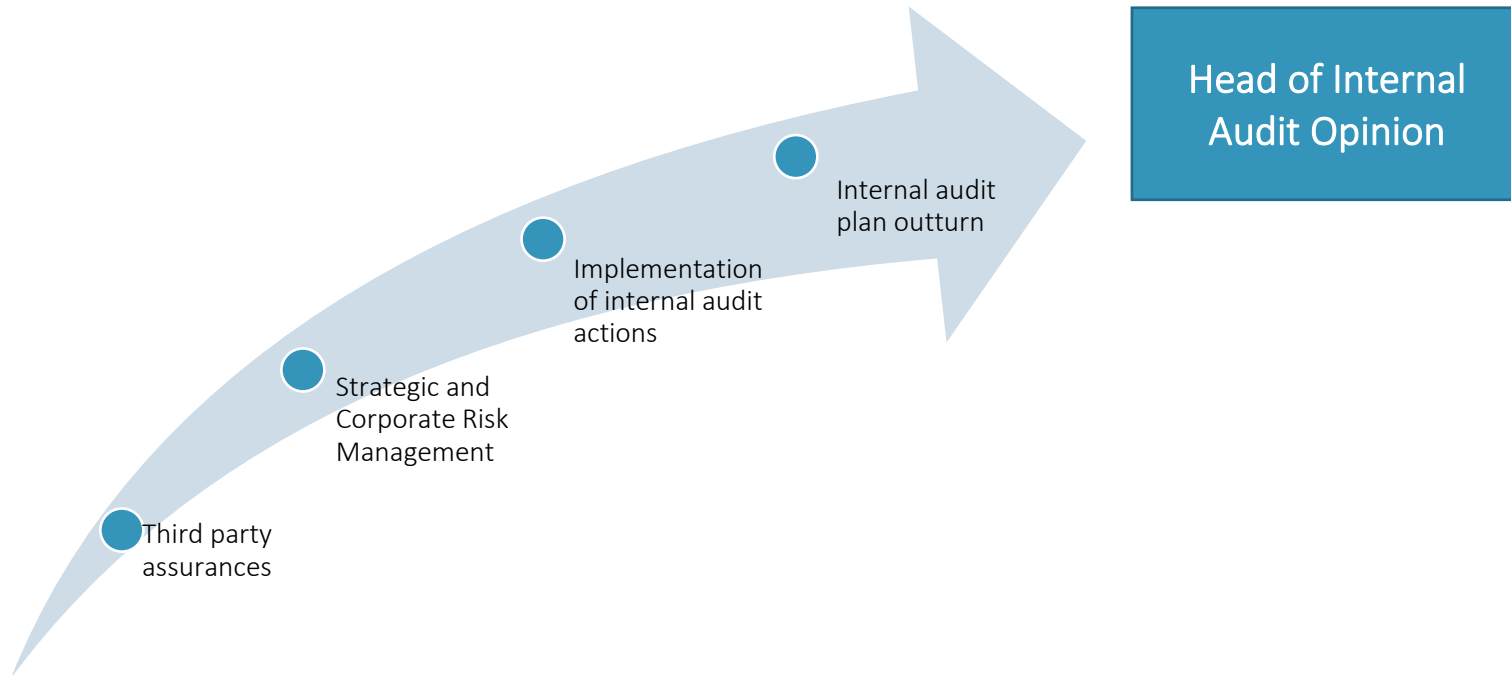 Head of Internal
Audit Opinion
Internal audit
plan outturn
Implementation
of internal audit
actions
Strategic and
Corporate Risk
Management
Third party
assurances